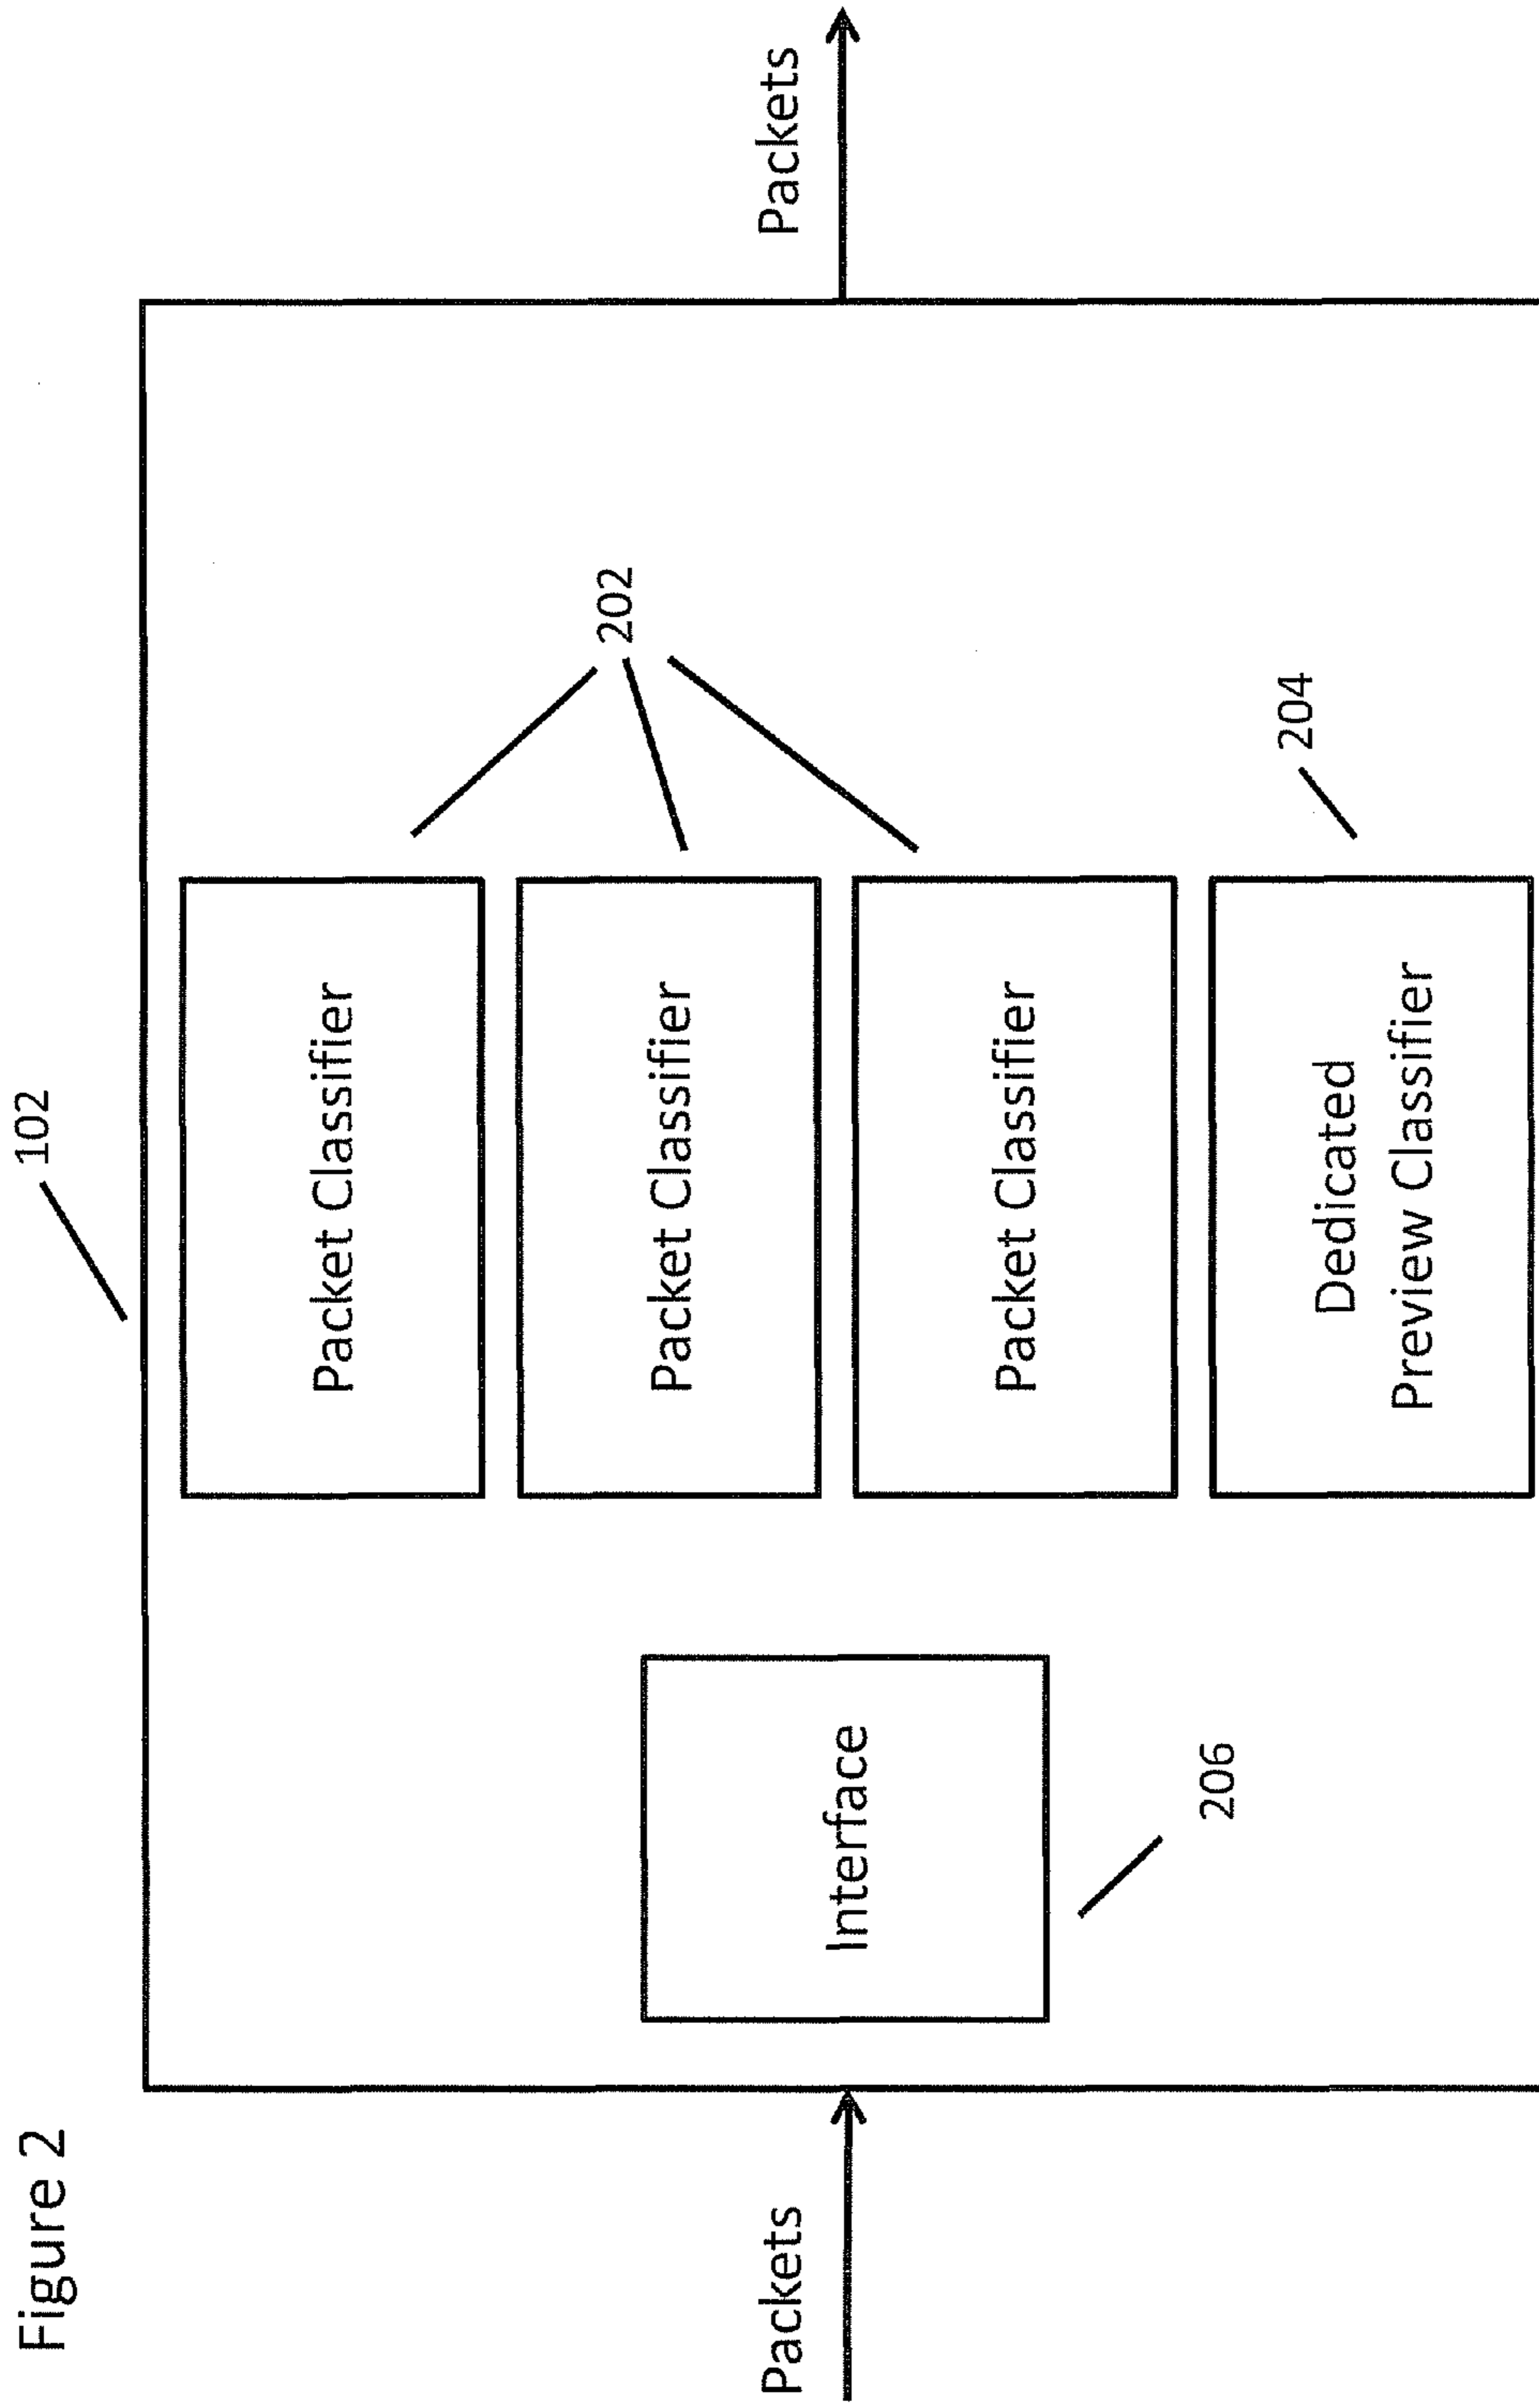 Figure 2
102
Packets
Interface
206
Packet Classifier
Packet Classifier
Packet Classifier
Dedicated
Preview Classifier
202
204
Packets